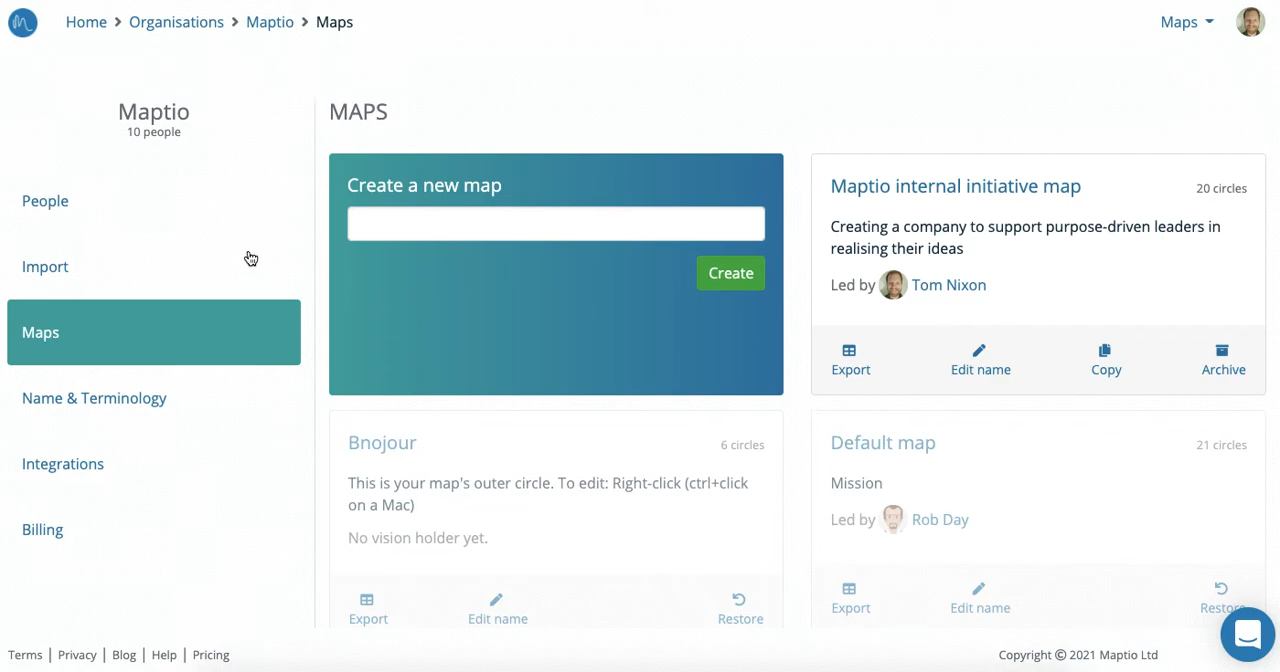 Home > Organisations > Maptio > Maps
Maps
Maptio
10 people
People
Import
Maps
Name & Terminology
Integrations
Billing
MAPS
Create a new map
Create
Maptio internal initiative map
20 circles
Creating a company to support purpose-driven leaders in
realising their ideas
Led by Tom Nixon
Export
Edit name
Copy
Archive
Bnojour
6 circles
This is your map's outer circle. To edit: Right-click (ctrl+click
on a Mac)
No vision holder yet.
Export
Edit name
Restore
Default map
21 circles
Mission
Led by Rob Day
Export
Edit name
Restore
Terms | Privacy | Blog | Help | Pricing
Copyright © 2021 Maptio Ltd